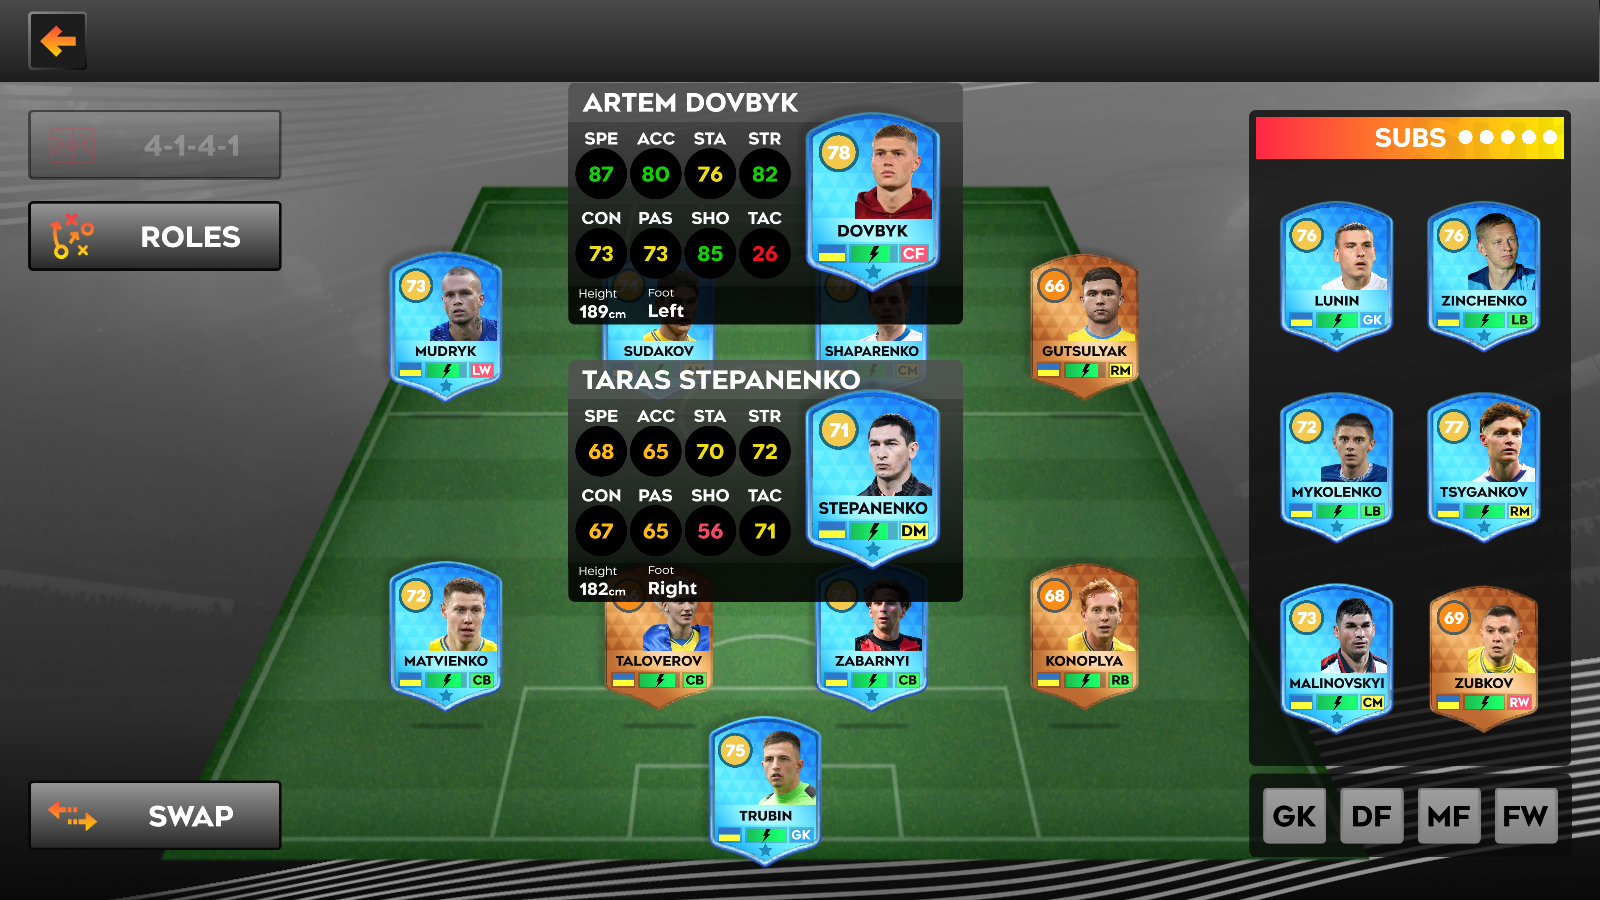 4-1-4-1
ROLES
ARTEM DOVBYK
SPE ACC STA STR
87 80 76 82
CON PAS SHO TAC
73 73 85 26
Height Foot
189cm Left
78
DOVBYK
CF
73
MUDRYK
LW
SUDAKOV
SHAPARENKO
CM
66
GUTSULYAK
RM
TARAS STEPANENKO
SPE ACC STA STR
68 65 70 72
CON PAS SHO TAC
67 65 56 71
Height Foot
182cm Right
71
STEPANENKO
DM
72
MATVIENKO
CB
TALOVEROV
CB
ZABARNYI
CB
68
KONOPLYA
RB
75
TRUBIN
GK
SWAP
SUBS
76
LUNIN
GK
76
ZINCHENKO
LB
72
MYKOLENKO
LB
77
TSYGANKOV
RM
73
MALINOVSKYI
CM
69
ZUBKOV
RW
GK DF MF FW